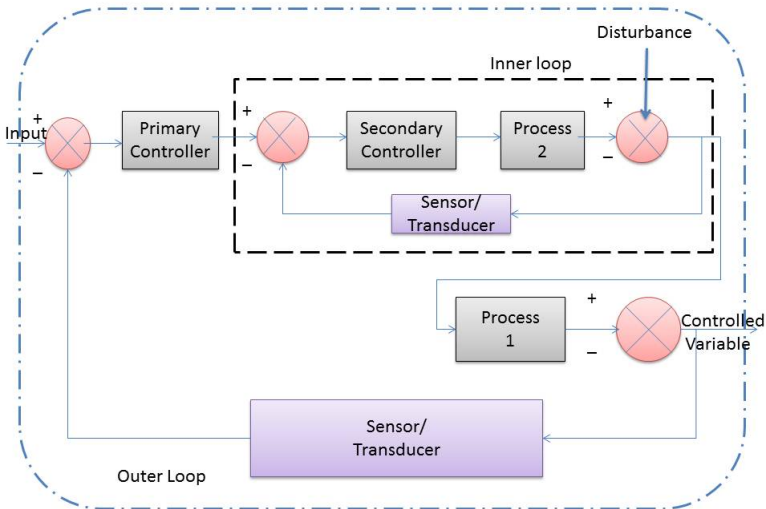 Disturbance
Inner loop
+
Input
−
Primary
Controller
+
−
Secondary
Controller
Process
2
+
−
Sensor/
Transducer
Process
1
+
−
Controlled
Variable
Sensor/
Transducer
Outer Loop